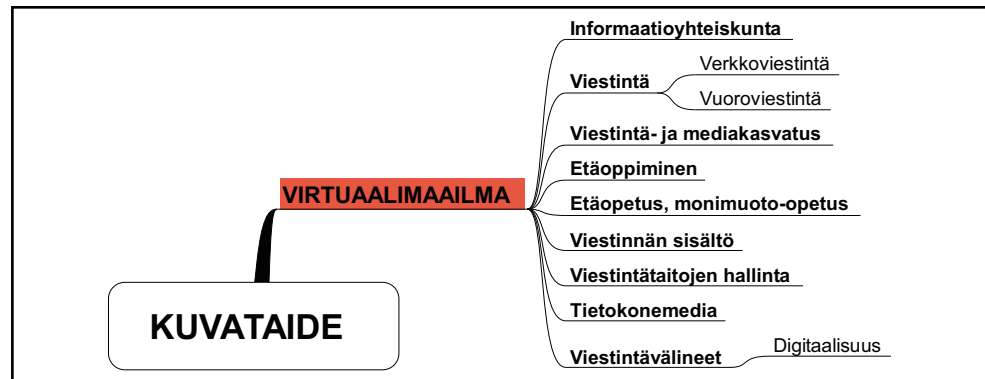 Informaatioyhteiskunta
Verkkoviestintä
Viestintä
Vuoroviestintä
Viestintä- ja mediakasvatus
Etäoppiminen
VIRTUAALIMAAILMA
Etäopetus, monimuoto-opetus
Viestinnän sisältö
Viestintätaitojen hallinta
Tietokonemedia
KUVATAIDE
Digitaalisuus
Viestintävälineet